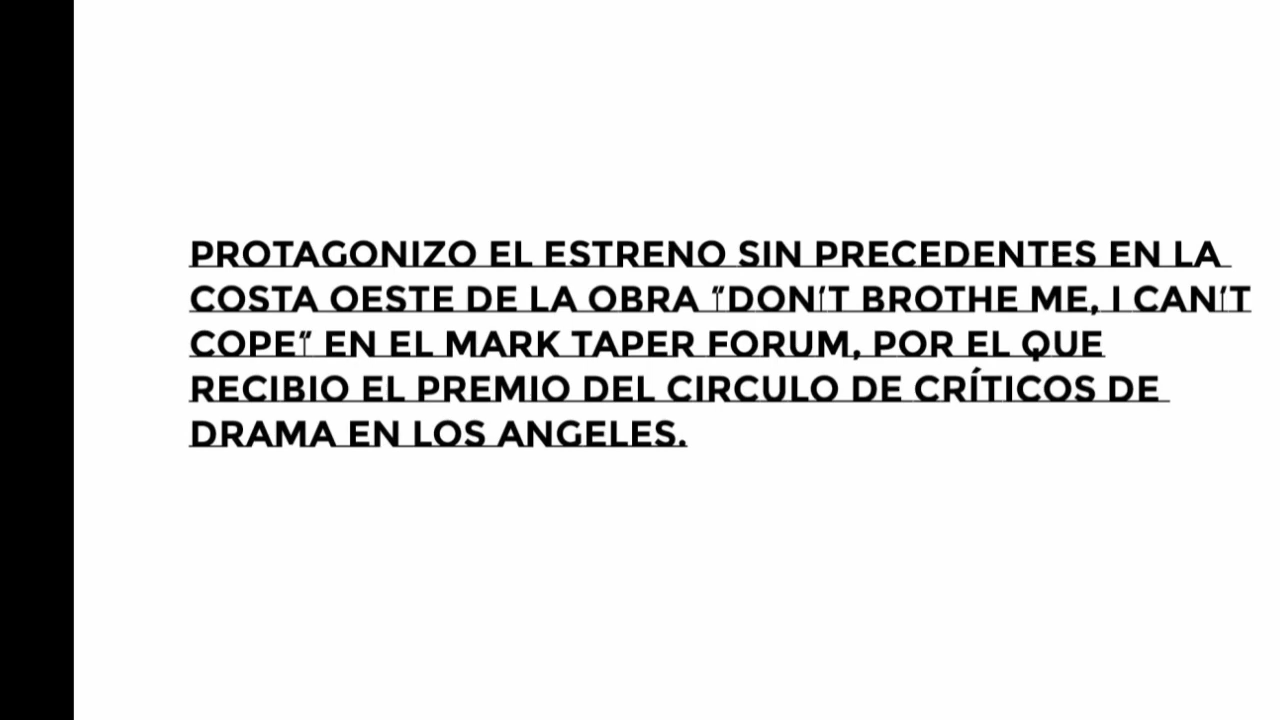 PROTAGONIZO EL ESTRENO SIN PRECEDENTES EN LA
COSTA OESTE DE LA OBRA "DON'T BROTHE ME, I CAN'T
COPE" EN EL MARK TAPER FORUM, POR EL QUE
RECIBIO EL PREMIO DEL CIRCULO DE CRÍTICOS DE
DRAMA EN LOS ANGELES.